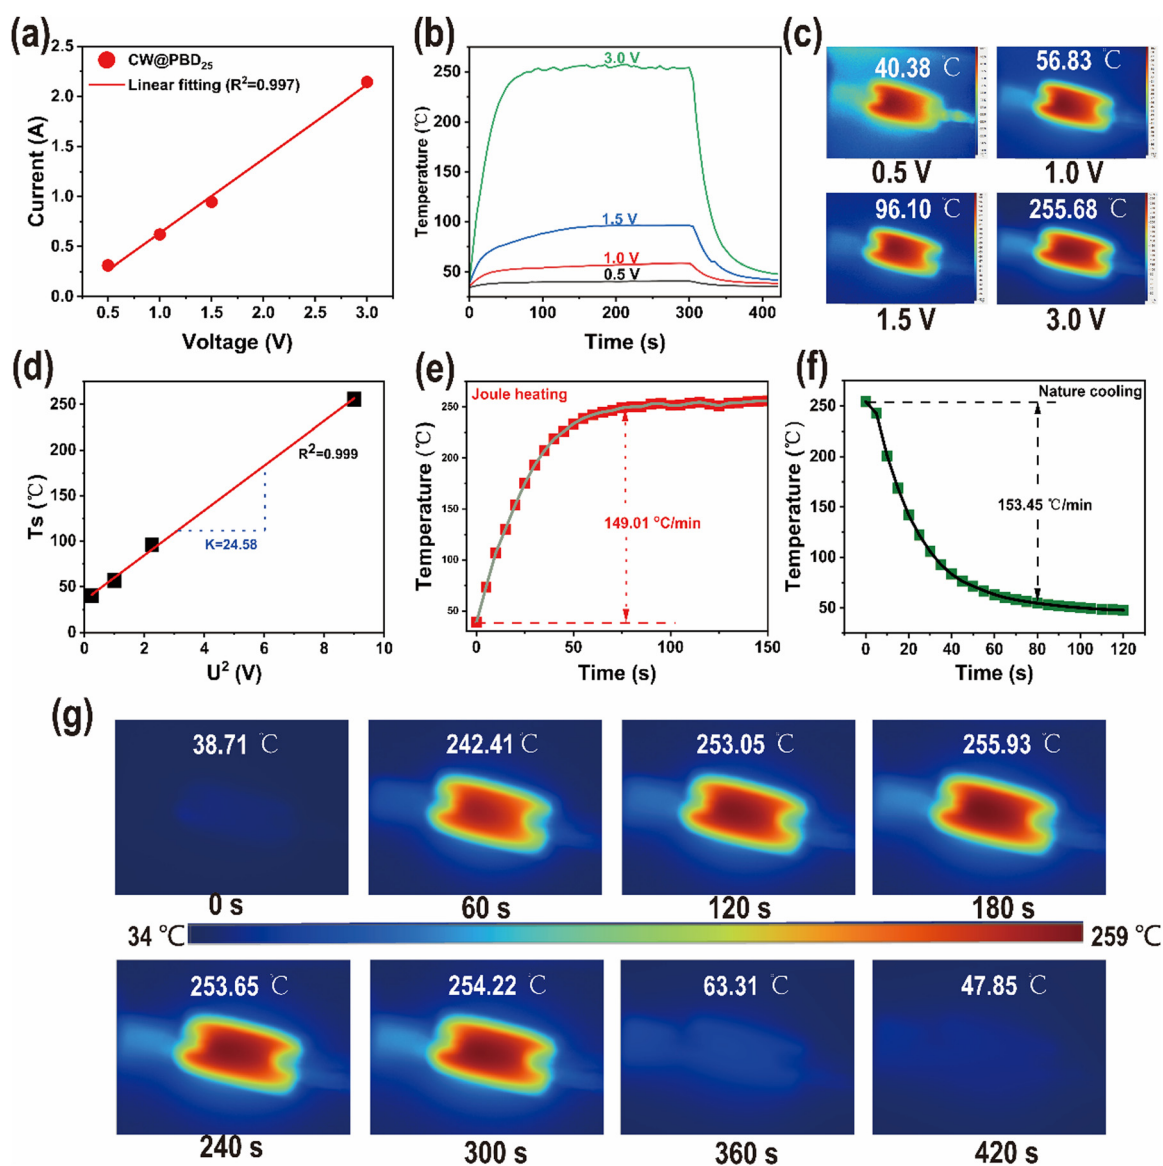 (a)
2.5
2.0
1.5
1.0
0.5
0.0
Current (A)
CW@PBD25
Linear fitting (R2=0.997)
0.5 1.0 1.5 2.0 2.5 3.0
Voltage (V)
(b)
300
250
200
150
100
50
Temperature (℃)
3.0 V
1.5 V
1.0 V
0.5 V
0 100 200 300 400
Time (s)
(c)
40.38 ℃
56.83 ℃
0.5 V
1.0 V
96.10 ℃
255.68 ℃
1.5 V
3.0 V
(d)
250
200
150
100
50
0
Ts (℃)
R2=0.999
K=24.58
0 2 4 6 8 10
U2 (V)
(e)
Joule heating
250
200
150
100
50
Temperature (℃)
149.01 °C/min
0 50 100 150
Time (s)
(f)
Nature cooling
250
200
150
100
50
Temperature (℃)
153.45 ℃/min
0 20 40 60 80 100 120
Time (s)
(g)
38.71 ℃
242.41 ℃
253.05 ℃
255.93 ℃
0 s
60 s
120 s
180 s
34 ℃
259 ℃
253.65 ℃
254.22 ℃
63.31 ℃
47.85 ℃
240 s
300 s
360 s
420 s